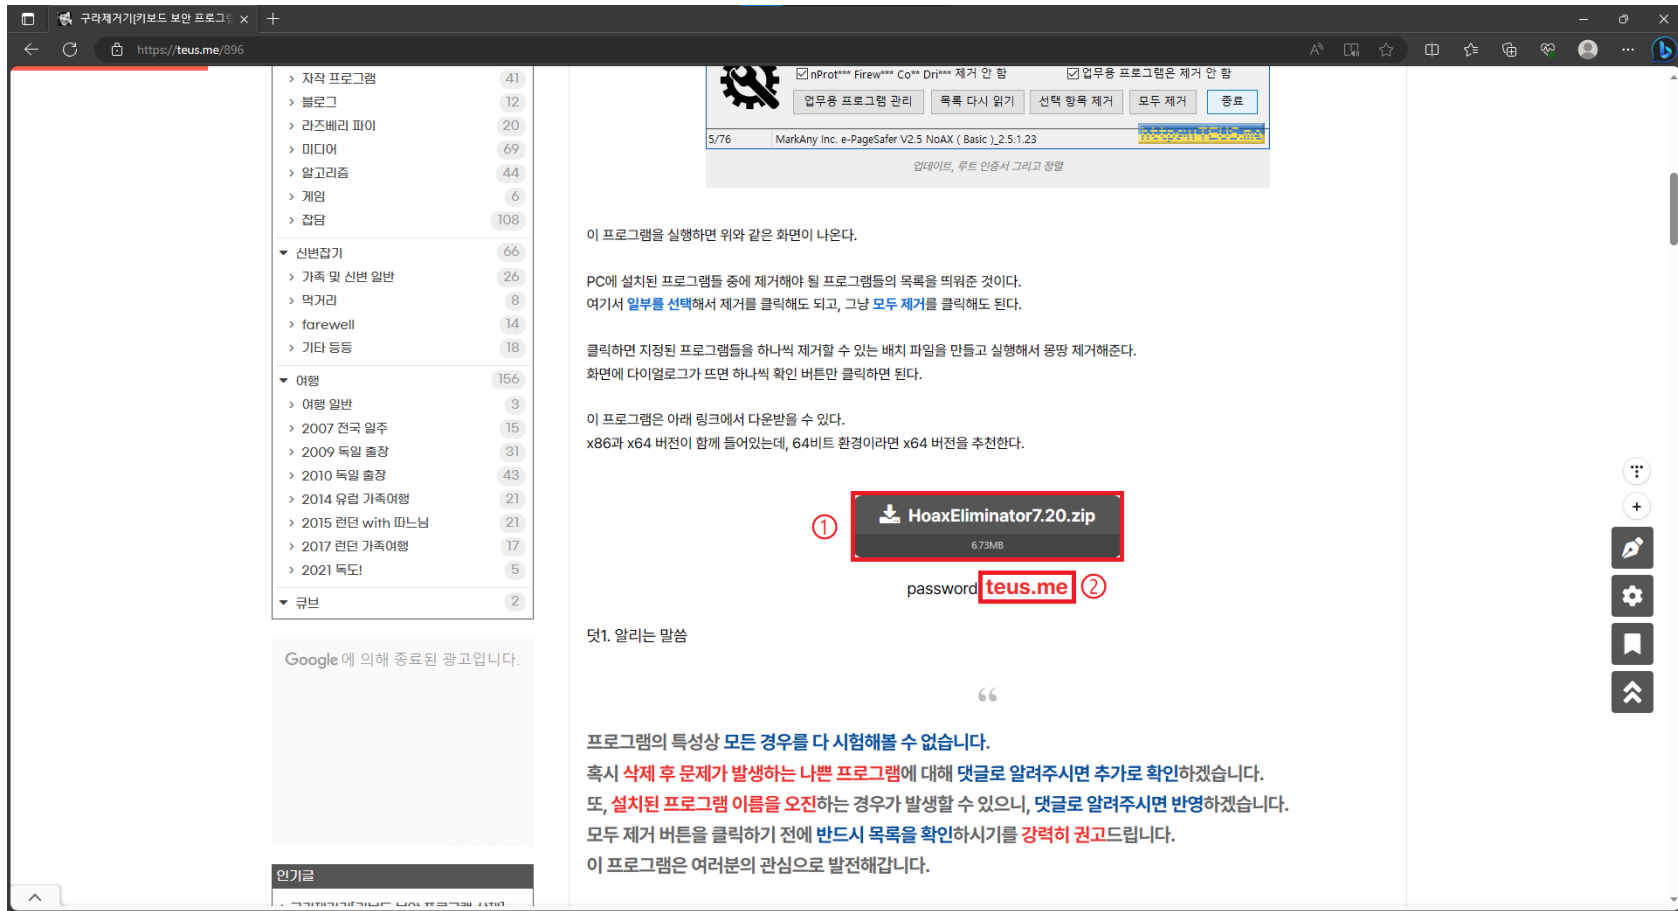 구라제거기[키보드 보안 프로그
https://teus.me/896
자작 프로그램 41
블로그 12
라즈베리 파이 20
미디어 69
알고리즘 44
게임 6
잡담 108
신변잡기 66
가족 및 신변 일반 26
먹거리 8
farewell 14
기타 등등 18
여행 156
여행 일반 3
2007 전국 일주 15
2009 독일 출장 31
2010 독일 출장 43
2014 유럽 가족여행 21
2015 런던 with 따느님 21
2017 런던 가족여행 17
2021 독도! 5
큐브 2
Google에 의해 종료된 광고입니다.
인기글
nProt*** Firew*** Co** Dri*** 제거 안 함 업무용 프로그램은 제거 안 함
업무용 프로그램 관리 목록 다시 읽기 선택 항목 제거 모두 제거 종료
5/76 MarkAny Inc. e-PageSafer V2.5 NoAX ( Basic )_2.5.1.23
업데이트, 루트 인증서 그리고 정렬
이 프로그램을 실행하면 위와 같은 화면이 나온다.
PC에 설치된 프로그램들 중에 제거해야 될 프로그램들의 목록을 띄워준 것이다.
여기서 일부를 선택해서 제거를 클릭해도 되고, 그냥 모두 제거를 클릭해도 된다.
클릭하면 지정된 프로그램들을 하나씩 제거할 수 있는 배치 파일을 만들고 실행해서 몽땅 제거해준다.
화면에 다이얼로그가 뜨면 하나씩 확인 버튼만 클릭하면 된다.
이 프로그램은 아래 링크에서 다운받을 수 있다.
x86과 x64 버전이 함께 들어있는데, 64비트 환경이라면 x64 버전을 추천한다.
① HoaxEliminator7.20.zip
6.73MB
password teus.me ②
덧1. 알리는 말씀
“
프로그램의 특성상 모든 경우를 다 시험해볼 수 없습니다.
혹시 삭제 후 문제가 발생하는 나쁜 프로그램에 대해 댓글로 알려주시면 추가로 확인하겠습니다.
또, 설치된 프로그램 이름을 오진하는 경우가 발생할 수 있으니, 댓글로 알려주시면 반영하겠습니다.
모두 제거 버튼을 클릭하기 전에 반드시 목록을 확인하시기를 강력히 권고드립니다.
이 프로그램은 여러분의 관심으로 발전해갑니다.